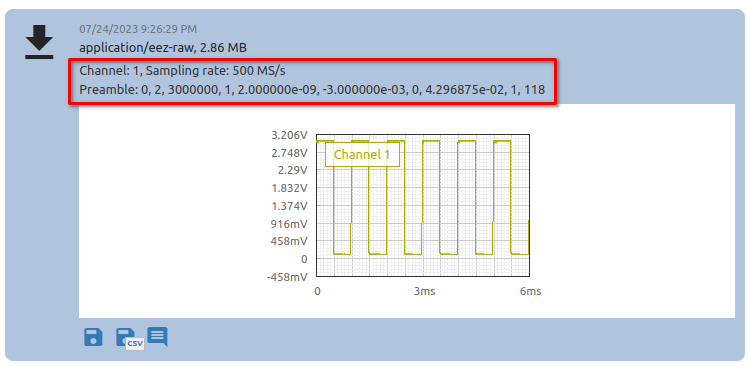 07/24/2023 9:26:29 PM
application/eez-raw, 2.86 MB
Channel: 1, Sampling rate: 500 MS/s
Preamble: 0, 2, 3000000, 1, 2.000000e-09, -3.000000e-03, 0, 4.296875e-02, 1, 118
3.206V
Channel 1
2.748V
2.29V
1.832V
1.374V
916mV
458mV
0
-458mV
0 3ms 6ms
CSV